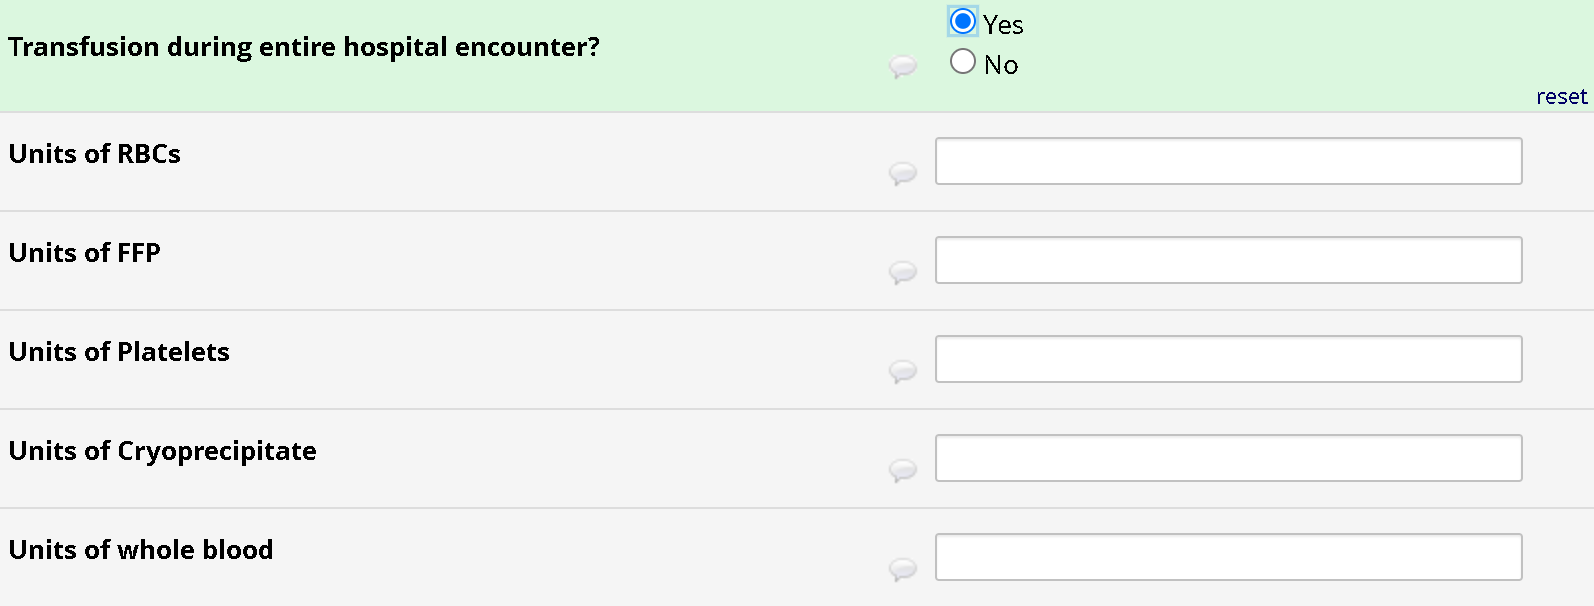 Transfusion during entire hospital encounter?
Yes
No
reset
Units of RBCs
Units of FFP
Units of Platelets
Units of Cryoprecipitate
Units of whole blood